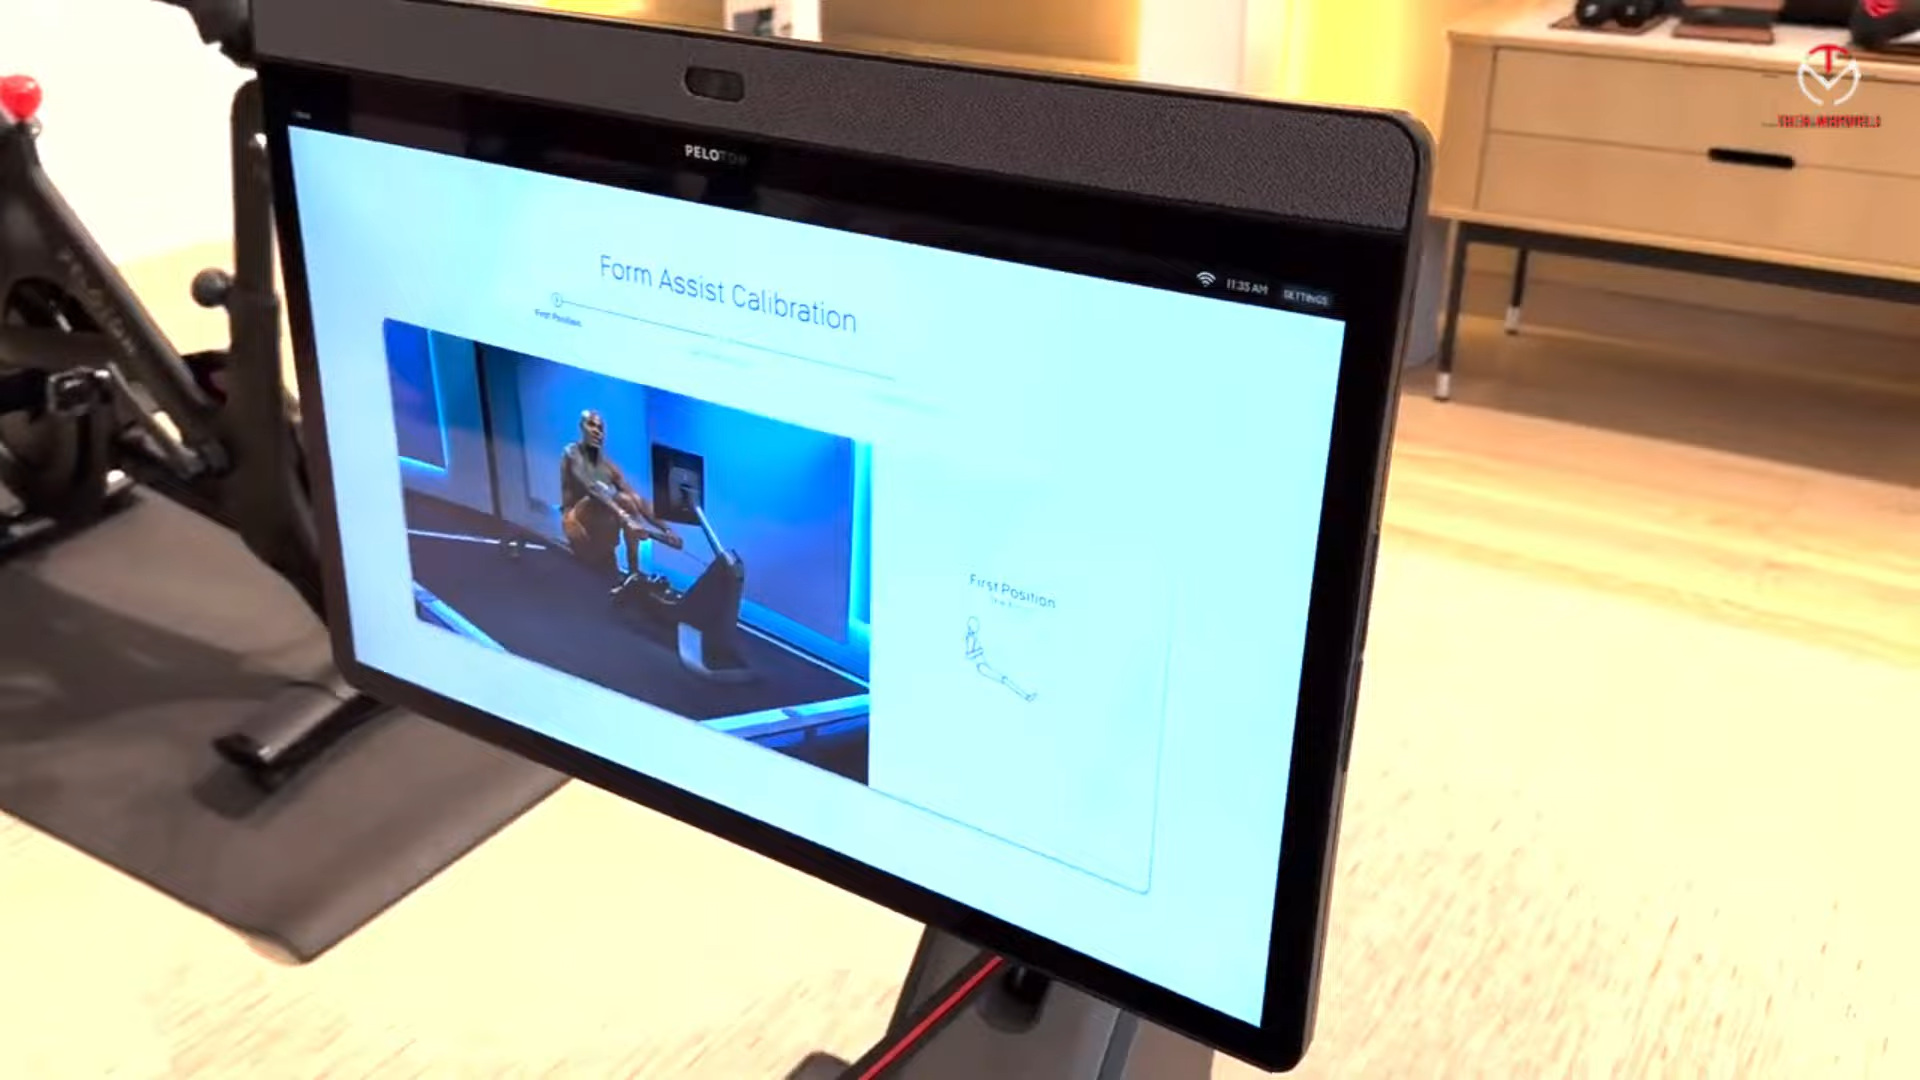 PELOTON
11:35 AM SETTINGS
Form Assist Calibration
First Position
First Position